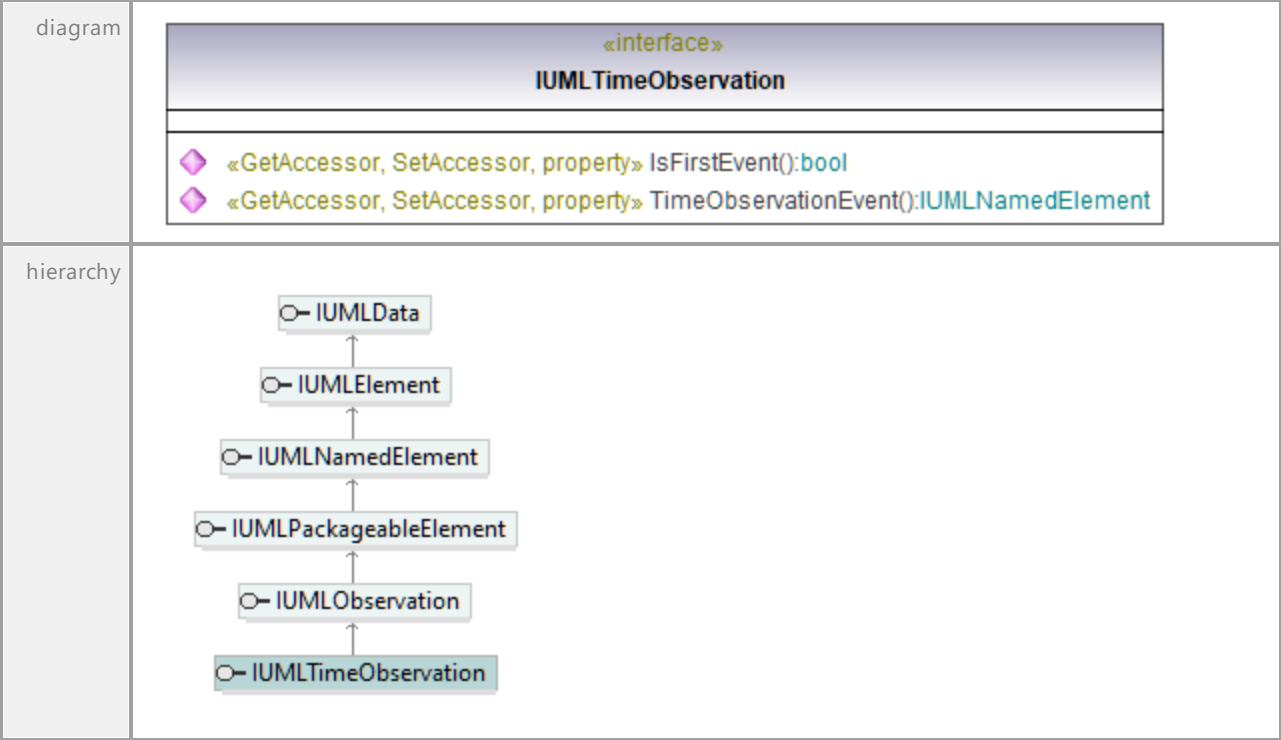 diagram
«interface»
IUMLTimeObservation
«GetAccessor, SetAccessor, property» IsFirstEvent():bool
«GetAccessor, SetAccessor, property» TimeObservationEvent():IUMLNamedElement
hierarchy
IUMLData
IUMLElement
IUMLNamedElement
IUMLPackageableElement
IUMLObservation
IUMLTimeObservation